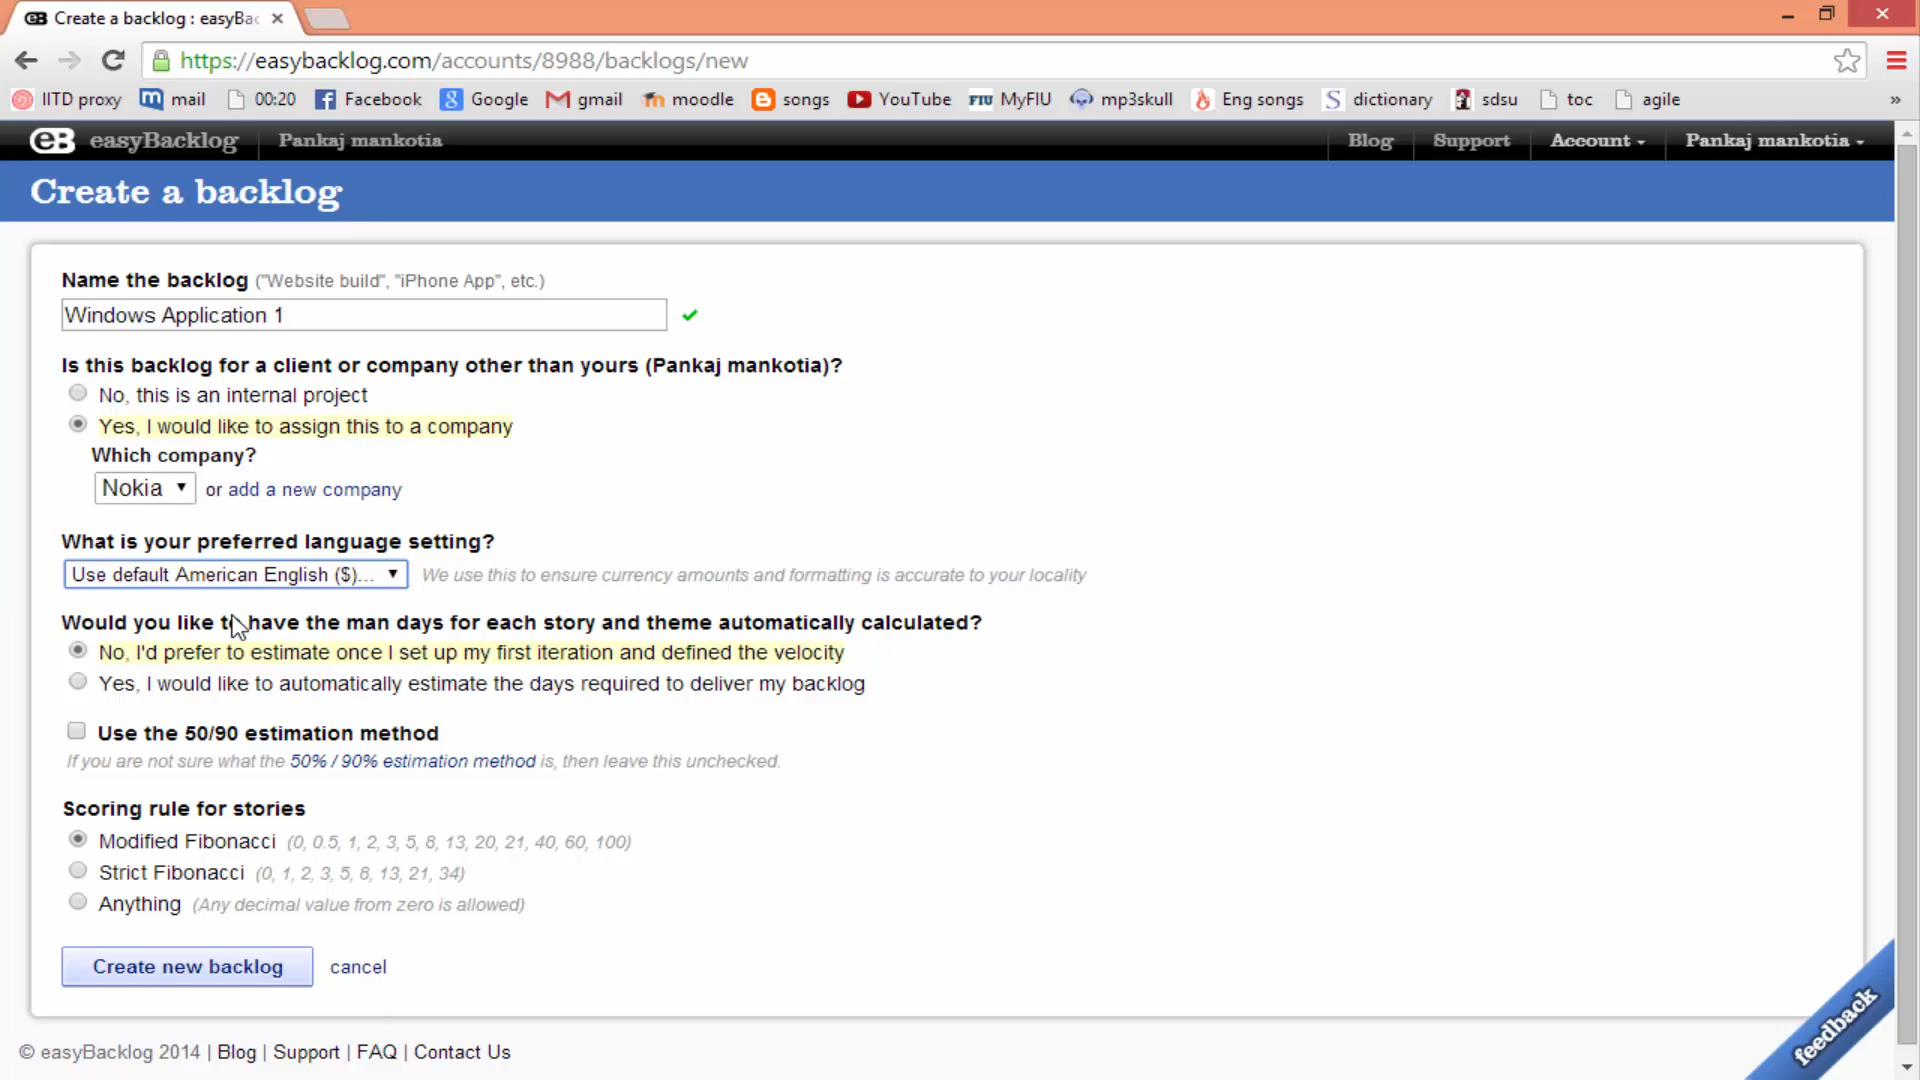 Create a backlog : easyBac
https://easybacklog.com/accounts/8988/backlogs/new
IITD proxy mail 00:20 Facebook Google gmail moodle songs YouTube MyFIU mp3skull Eng songs dictionary sdsu toc agile »
eB easyBacklog Pankaj mankotia Blog Support Account Pankaj mankotia
Create a backlog
Name the backlog ("Website build", "iPhone App", etc.)
Windows Application 1
Is this backlog for a client or company other than yours (Pankaj mankotia)?
No, this is an internal project
Yes, I would like to assign this to a company
Which company?
Nokia or add a new company
What is your preferred language setting?
Use default American English ($)... We use this to ensure currency amounts and formatting is accurate to your locality
Would you like to have the man days for each story and theme automatically calculated?
No, I'd prefer to estimate once I set up my first iteration and defined the velocity
Yes, I would like to automatically estimate the days required to deliver my backlog
Use the 50/90 estimation method
If you are not sure what the 50% / 90% estimation method is, then leave this unchecked.
Scoring rule for stories
Modified Fibonacci (0, 0.5, 1, 2, 3, 5, 8, 13, 20, 21, 40, 60, 100)
Strict Fibonacci (0, 1, 2, 3, 5, 8, 13, 21, 34)
Anything (Any decimal value from zero is allowed)
Create new backlog cancel
feedback
© easyBacklog 2014 | Blog | Support | FAQ | Contact Us